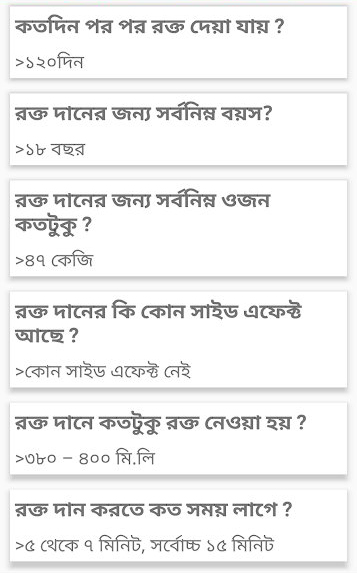 কতদিন পর পর রক্ত দেয়া যায় ?
>১২০দিন
রক্ত দানের জন্য সর্বনিম্ন বয়স?
>১৮ বছর
রক্ত দানের জন্য সর্বনিম্ন ওজন
কতটুকু ?
>৪৭ কেজি
রক্ত দানের কি কোন সাইড এফেক্ট
আছে ?
>কোন সাইড এফেক্ট নেই
রক্ত দানে কতটুকু রক্ত নেওয়া হয় ?
>৩৮০ – ৪০০ মি.লি
রক্ত দান করতে কত সময় লাগে ?
>৫ থেকে ৭ মিনিট, সর্বোচ্চ ১৫ মিনিট